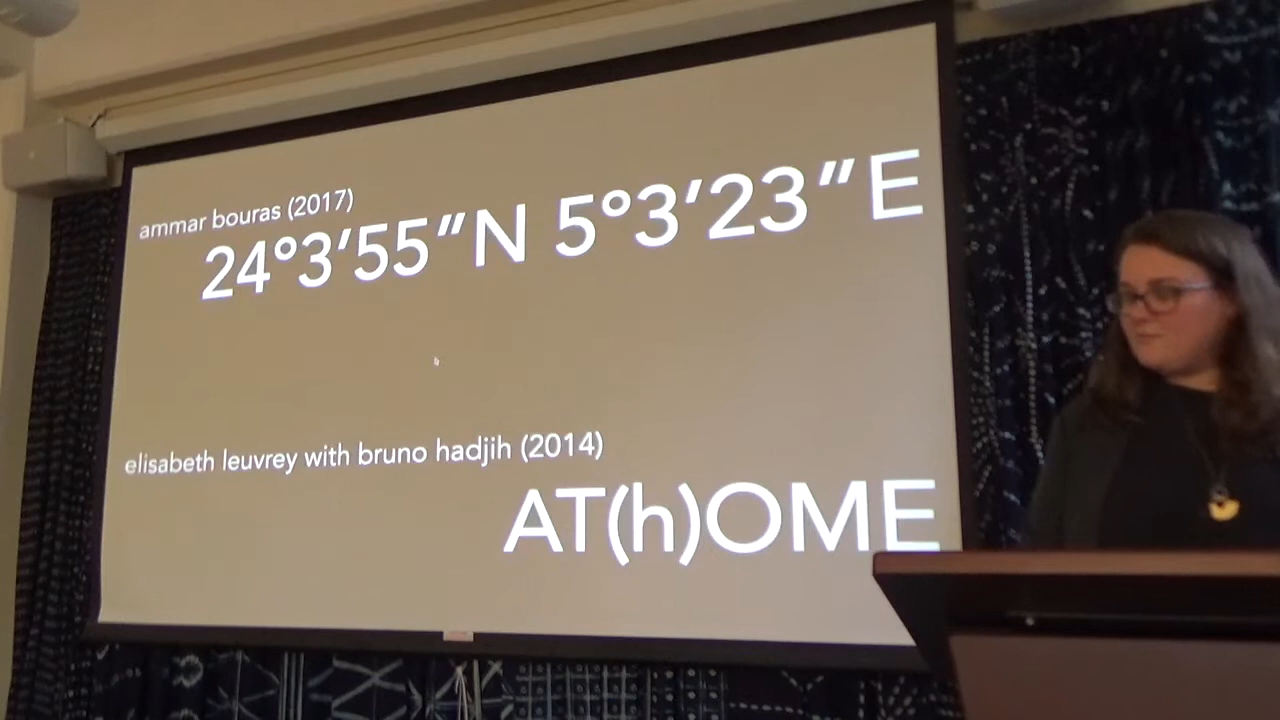 ammar bouras (2017)
24°3′55″N 5°3′23″E
elisabeth leuvrey with bruno hadjih (2014)
AT(h)OME